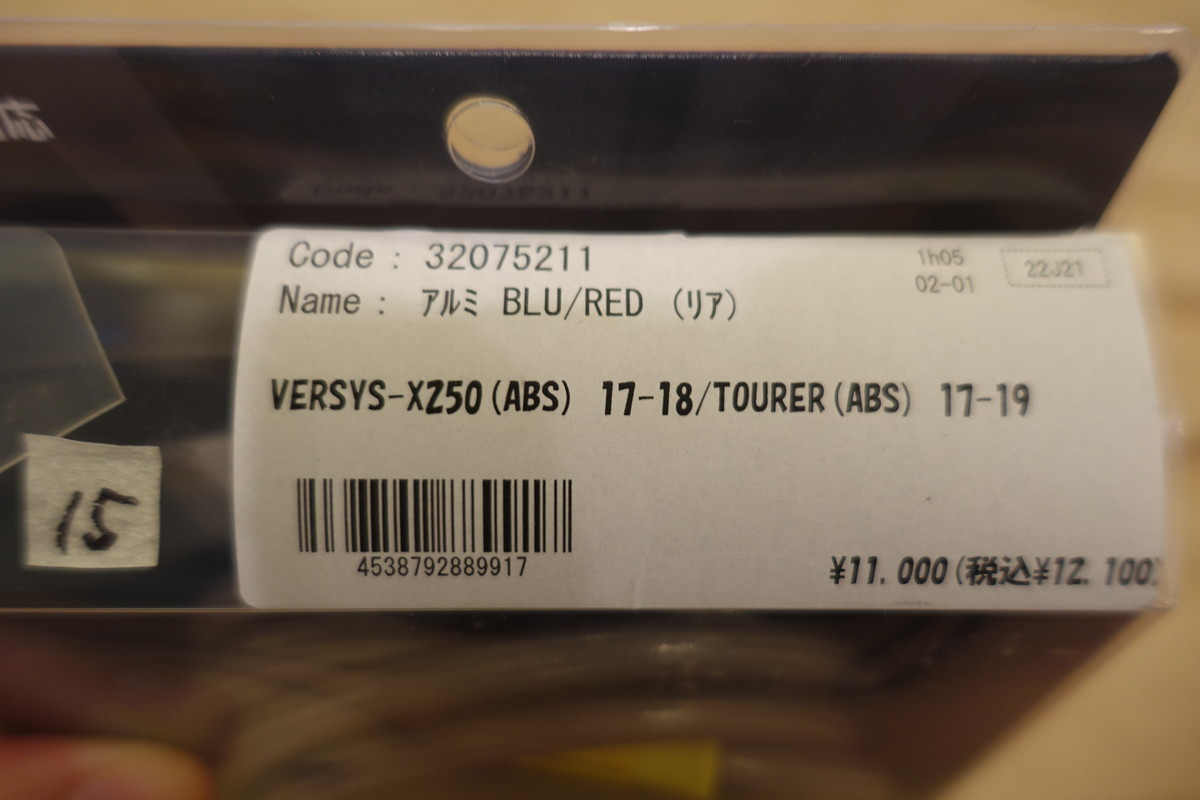 応
Code : 32075211
1h05
22J21
02-01
Name : ｱﾙﾐ BLU/RED (ﾘｱ)
VERSYS-X250(ABS) 17-18/TOURER(ABS) 17-19
15
4538792889917
¥11,000(税込¥12,100)